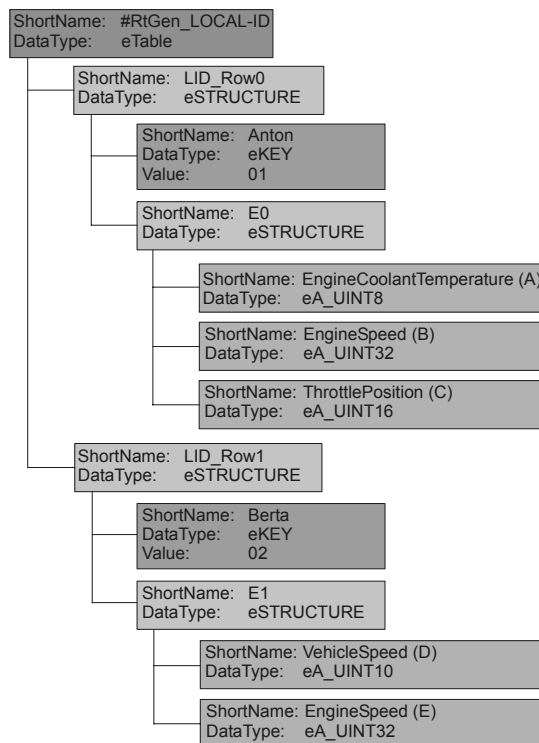 ShortName: #RtGen_LOCAL-ID
DataType: eTable
ShortName: LID_Row0
DataType: eSTRUCTURE
ShortName: Anton
DataType: eKEY
Value: 01
ShortName: E0
DataType: eSTRUCTURE
ShortName: EngineCoolantTemperature (A)
DataType: eA_UINT8
ShortName: EngineSpeed (B)
DataType: eA_UINT32
ShortName: ThrottlePosition (C)
DataType: eA_UINT16
ShortName: LID_Row1
DataType: eSTRUCTURE
ShortName: Berta
DataType: eKEY
Value: 02
ShortName: E1
DataType: eSTRUCTURE
ShortName: VehicleSpeed (D)
DataType: eA_UINT10
ShortName: EngineSpeed (E)
DataType: eA_UINT32